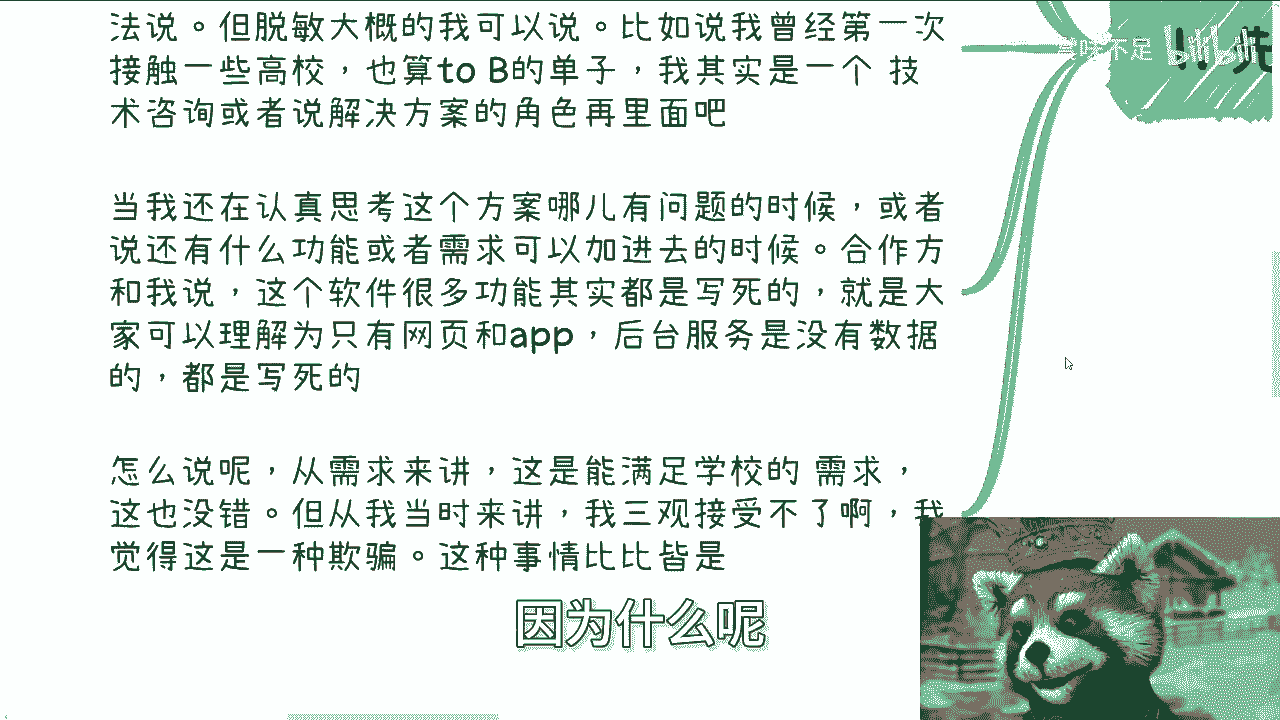 法说。但脱敏大概的我可以说。比如说我曾经第一次
接触一些高校，也算to B的单子，我其实是一个 技
术咨询或者说解决方案的角色再里面吧
当我还在认真思考这个方案哪儿有问题的时候，或者
说还有什么功能或者需求可以加进去的时候。合作方
和我说，这个软件很多功能其实都是写死的，就是大
家可以理解为只有网页和app，后台服务是没有数据
的，都是写死的
怎么说呢，从需求来讲，这是能满足学校的 需求，
这也没错。但从我当时来讲，我三观接受不了啊，我
觉得这是一种欺骗。这种事情比比皆是
因为什么呢